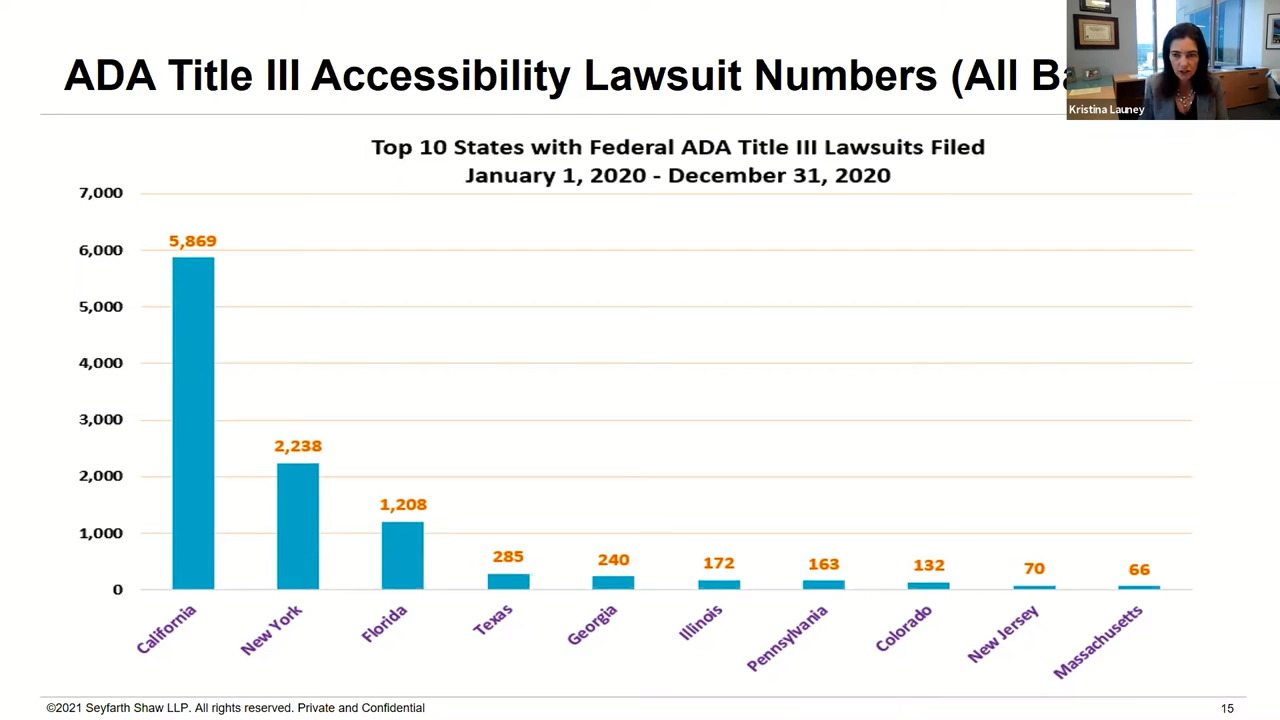 ADA Title III Accessibility Lawsuit Numbers (All Ba
Kristina Launey
Top 10 States with Federal ADA Title III Lawsuits Filed
January 1, 2020 - December 31, 2020
7,000
6,000
5,000
4,000
3,000
2,000
1,000
0
5,869
2,238
1,208
285
240
172
163
132
70
66
California
New York
Florida
Texas
Georgia
Illinois
Pennsylvania
Colorado
New Jersey
Massachusetts
©2021 Seyfarth Shaw LLP. All rights reserved. Private and Confidential
15